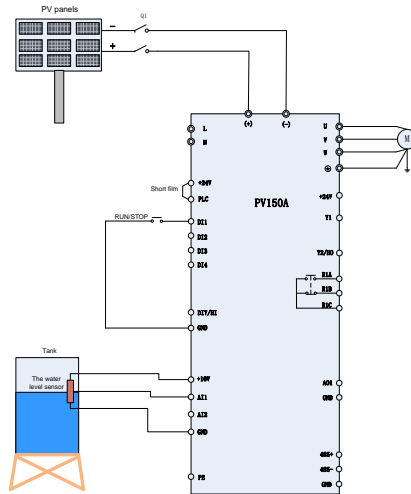 PV panels
−
Q1
+
(+)
(-)
L
N
U
V
W
M
+24V
Short film
PLC
PV150A
+24V
RUN/STOP
DI1
Y1
DI2
DI3
DI4
Y2/HO
R1A
R1B
R1C
DI7/HI
GND
Tank
The water
level sensor
+10V
AI1
AI2
GND
AO1
GND
485+
485-
GND
PE